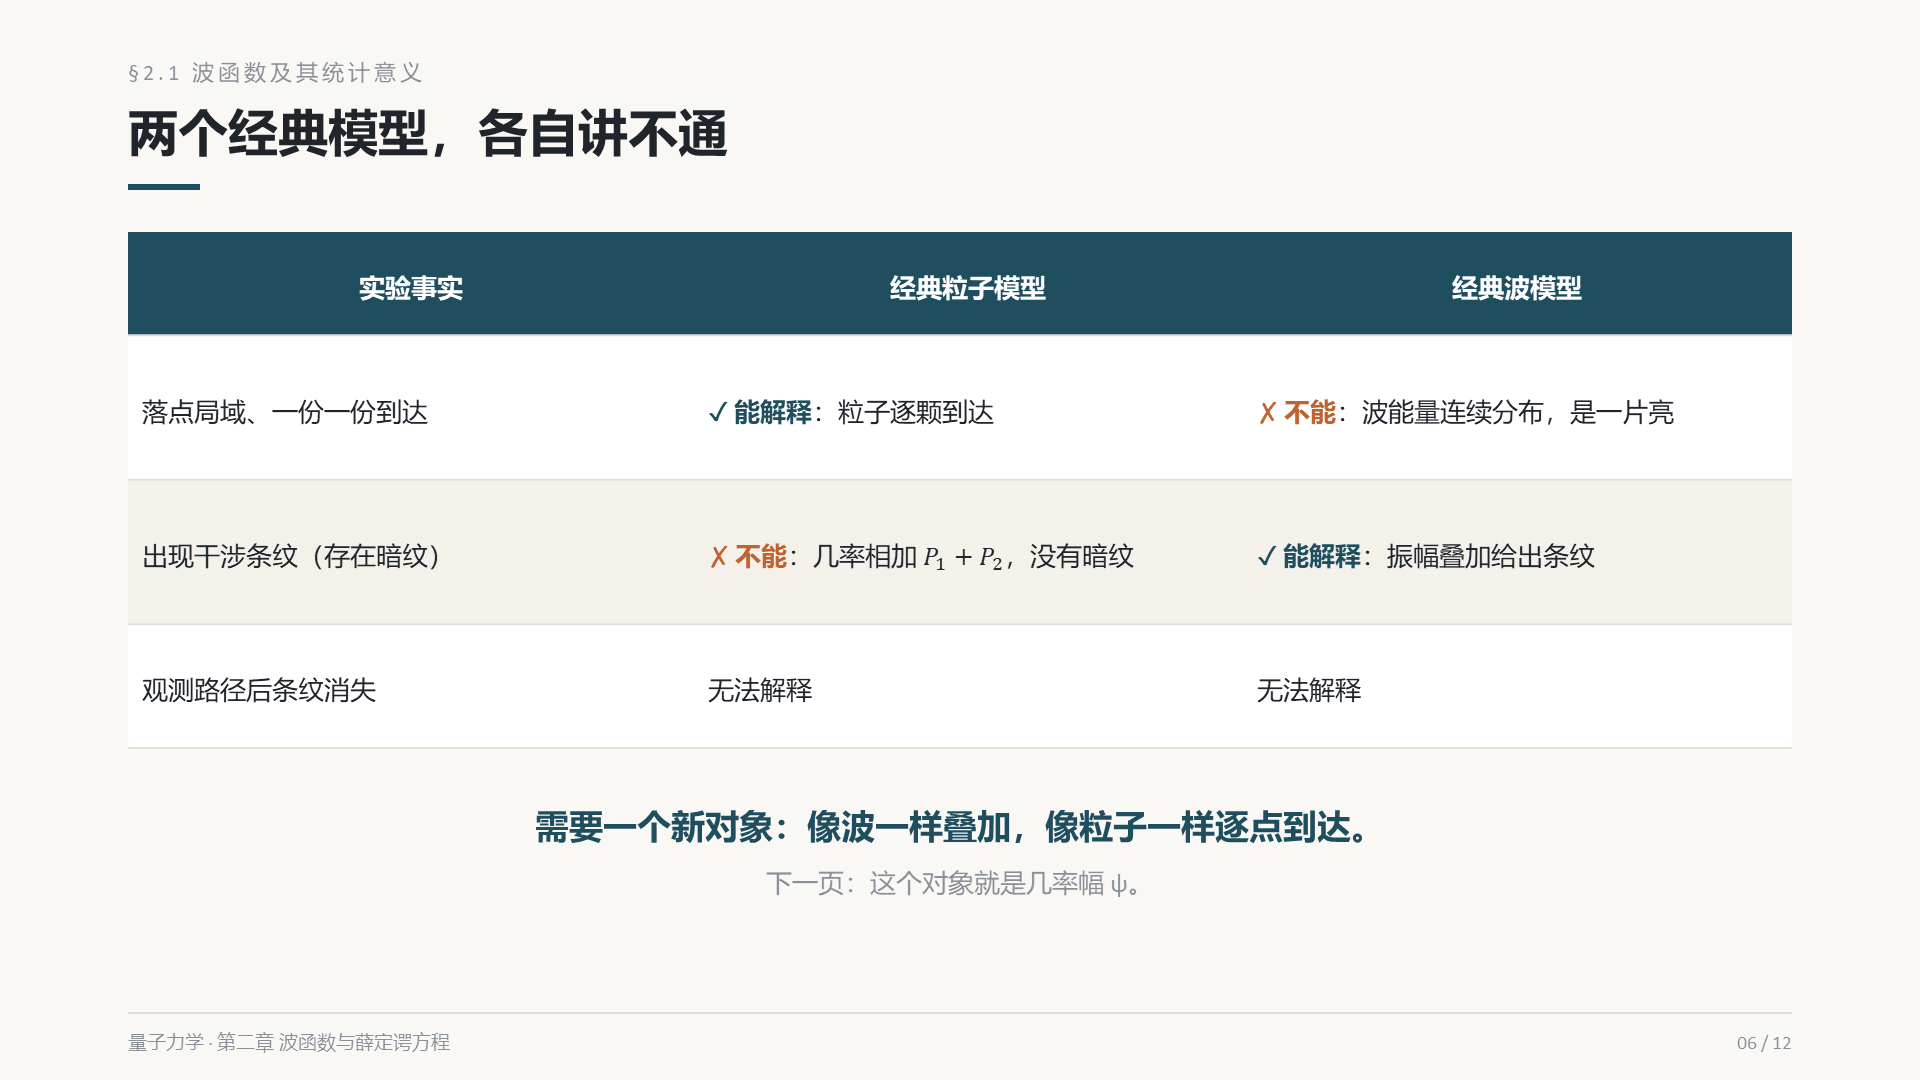 §2.1 波函数及其统计意义
两个经典模型，各自讲不通
实验事实 经典粒子模型 经典波模型
落点局域、一份一份到达 ✓ 能解释：粒子逐颗到达 ✗ 不能：波能量连续分布，是一片亮
出现干涉条纹（存在暗纹） ✗ 不能：几率相加 P₁ + P₂，没有暗纹 ✓ 能解释：振幅叠加给出条纹
观测路径后条纹消失 无法解释 无法解释
需要一个新对象：像波一样叠加，像粒子一样逐点到达。
下一页：这个对象就是几率幅 ψ。
量子力学 · 第二章 波函数与薛定谔方程 06 / 12